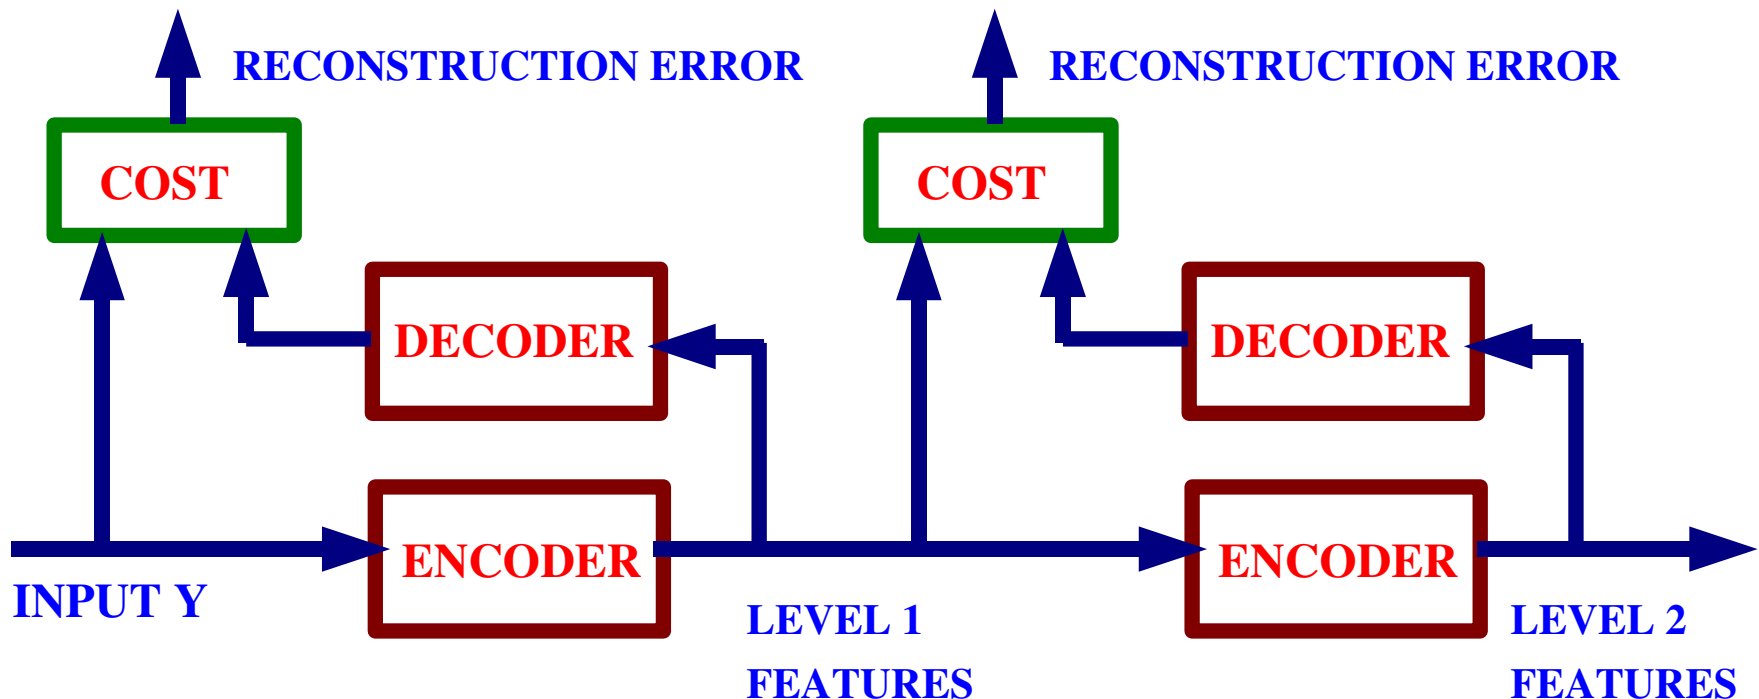 RECONSTRUCTION ERROR
RECONSTRUCTION ERROR
COST
COST
DECODER
DECODER
ENCODER
ENCODER
INPUT Y
LEVEL 1
FEATURES
LEVEL 2
FEATURES